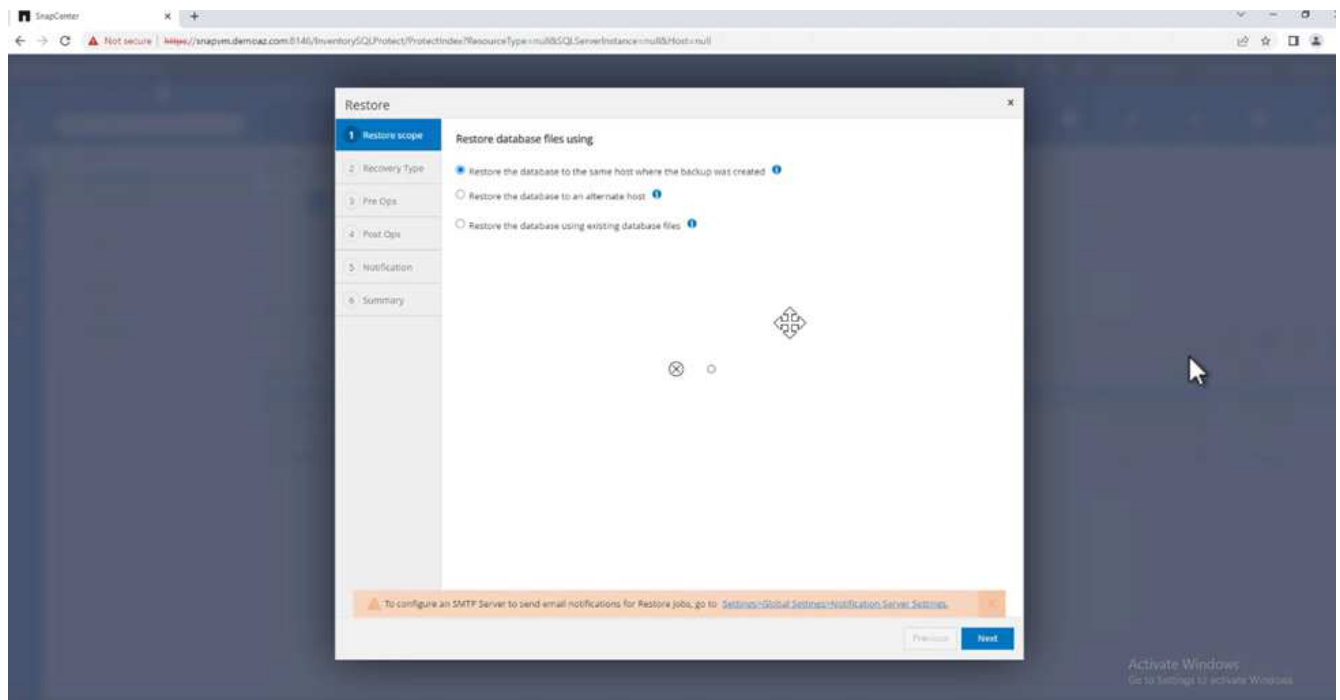 SnapCenter
Not secure | https://snapvm.demoaz.com:8146/InventorySQLProtect/ProtectIndex?ResourceType=null&SQLServerInstance=null&Host=null
Restore
1 Restore scope
2 Recovery Type
3 Pre Ops
4 Post Ops
5 Notification
6 Summary
Restore database files using
Restore the database to the same host where the backup was created
Restore the database to an alternate host
Restore the database using existing database files
To configure an SMTP Server to send email notifications for Restore jobs, go to Settings>Global Settings>Notification Server Settings.
Previous
Next
Activate Windows
Go to Settings to activate Windows.